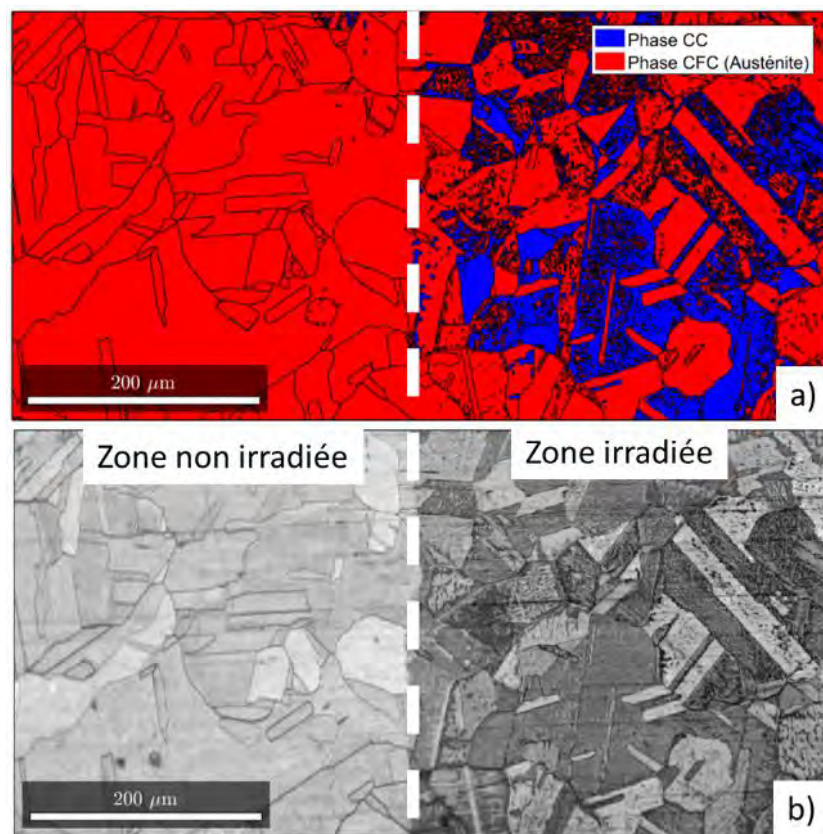 Phase CC
Phase CFC (Austénite)
200 μm
a)
Zone non irradiée
Zone irradiée
200 μm
b)